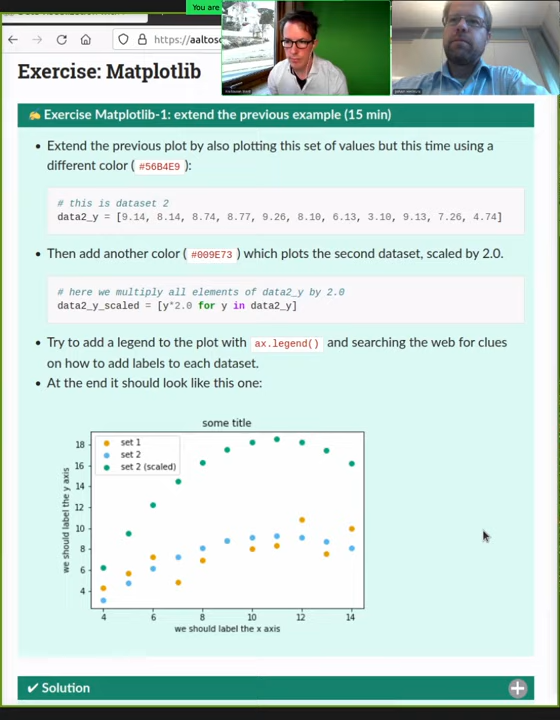 You are
https://aaltosc
Exercise: Matplotlib
Exercise Matplotlib-1: extend the previous example (15 min)
Extend the previous plot by also plotting this set of values but this time using a
different color ( #56B4E9 ):
# this is dataset 2
data2_y = [9.14, 8.14, 8.74, 8.77, 9.26, 8.10, 6.13, 3.10, 9.13, 7.26, 4.74]
Then add another color ( #009E73 ) which plots the second dataset, scaled by 2.0.
# here we multiply all elements of data2_y by 2.0
data2_y_scaled = [y*2.0 for y in data2_y]
Try to add a legend to the plot with ax.legend() and searching the web for clues
on how to add labels to each dataset.
At the end it should look like this one:
some title
set 1
set 2
set 2 (scaled)
18
16
14
12
10
8
6
4
we should label the y axis
4 6 8 10 12 14
we should label the x axis
✔ Solution